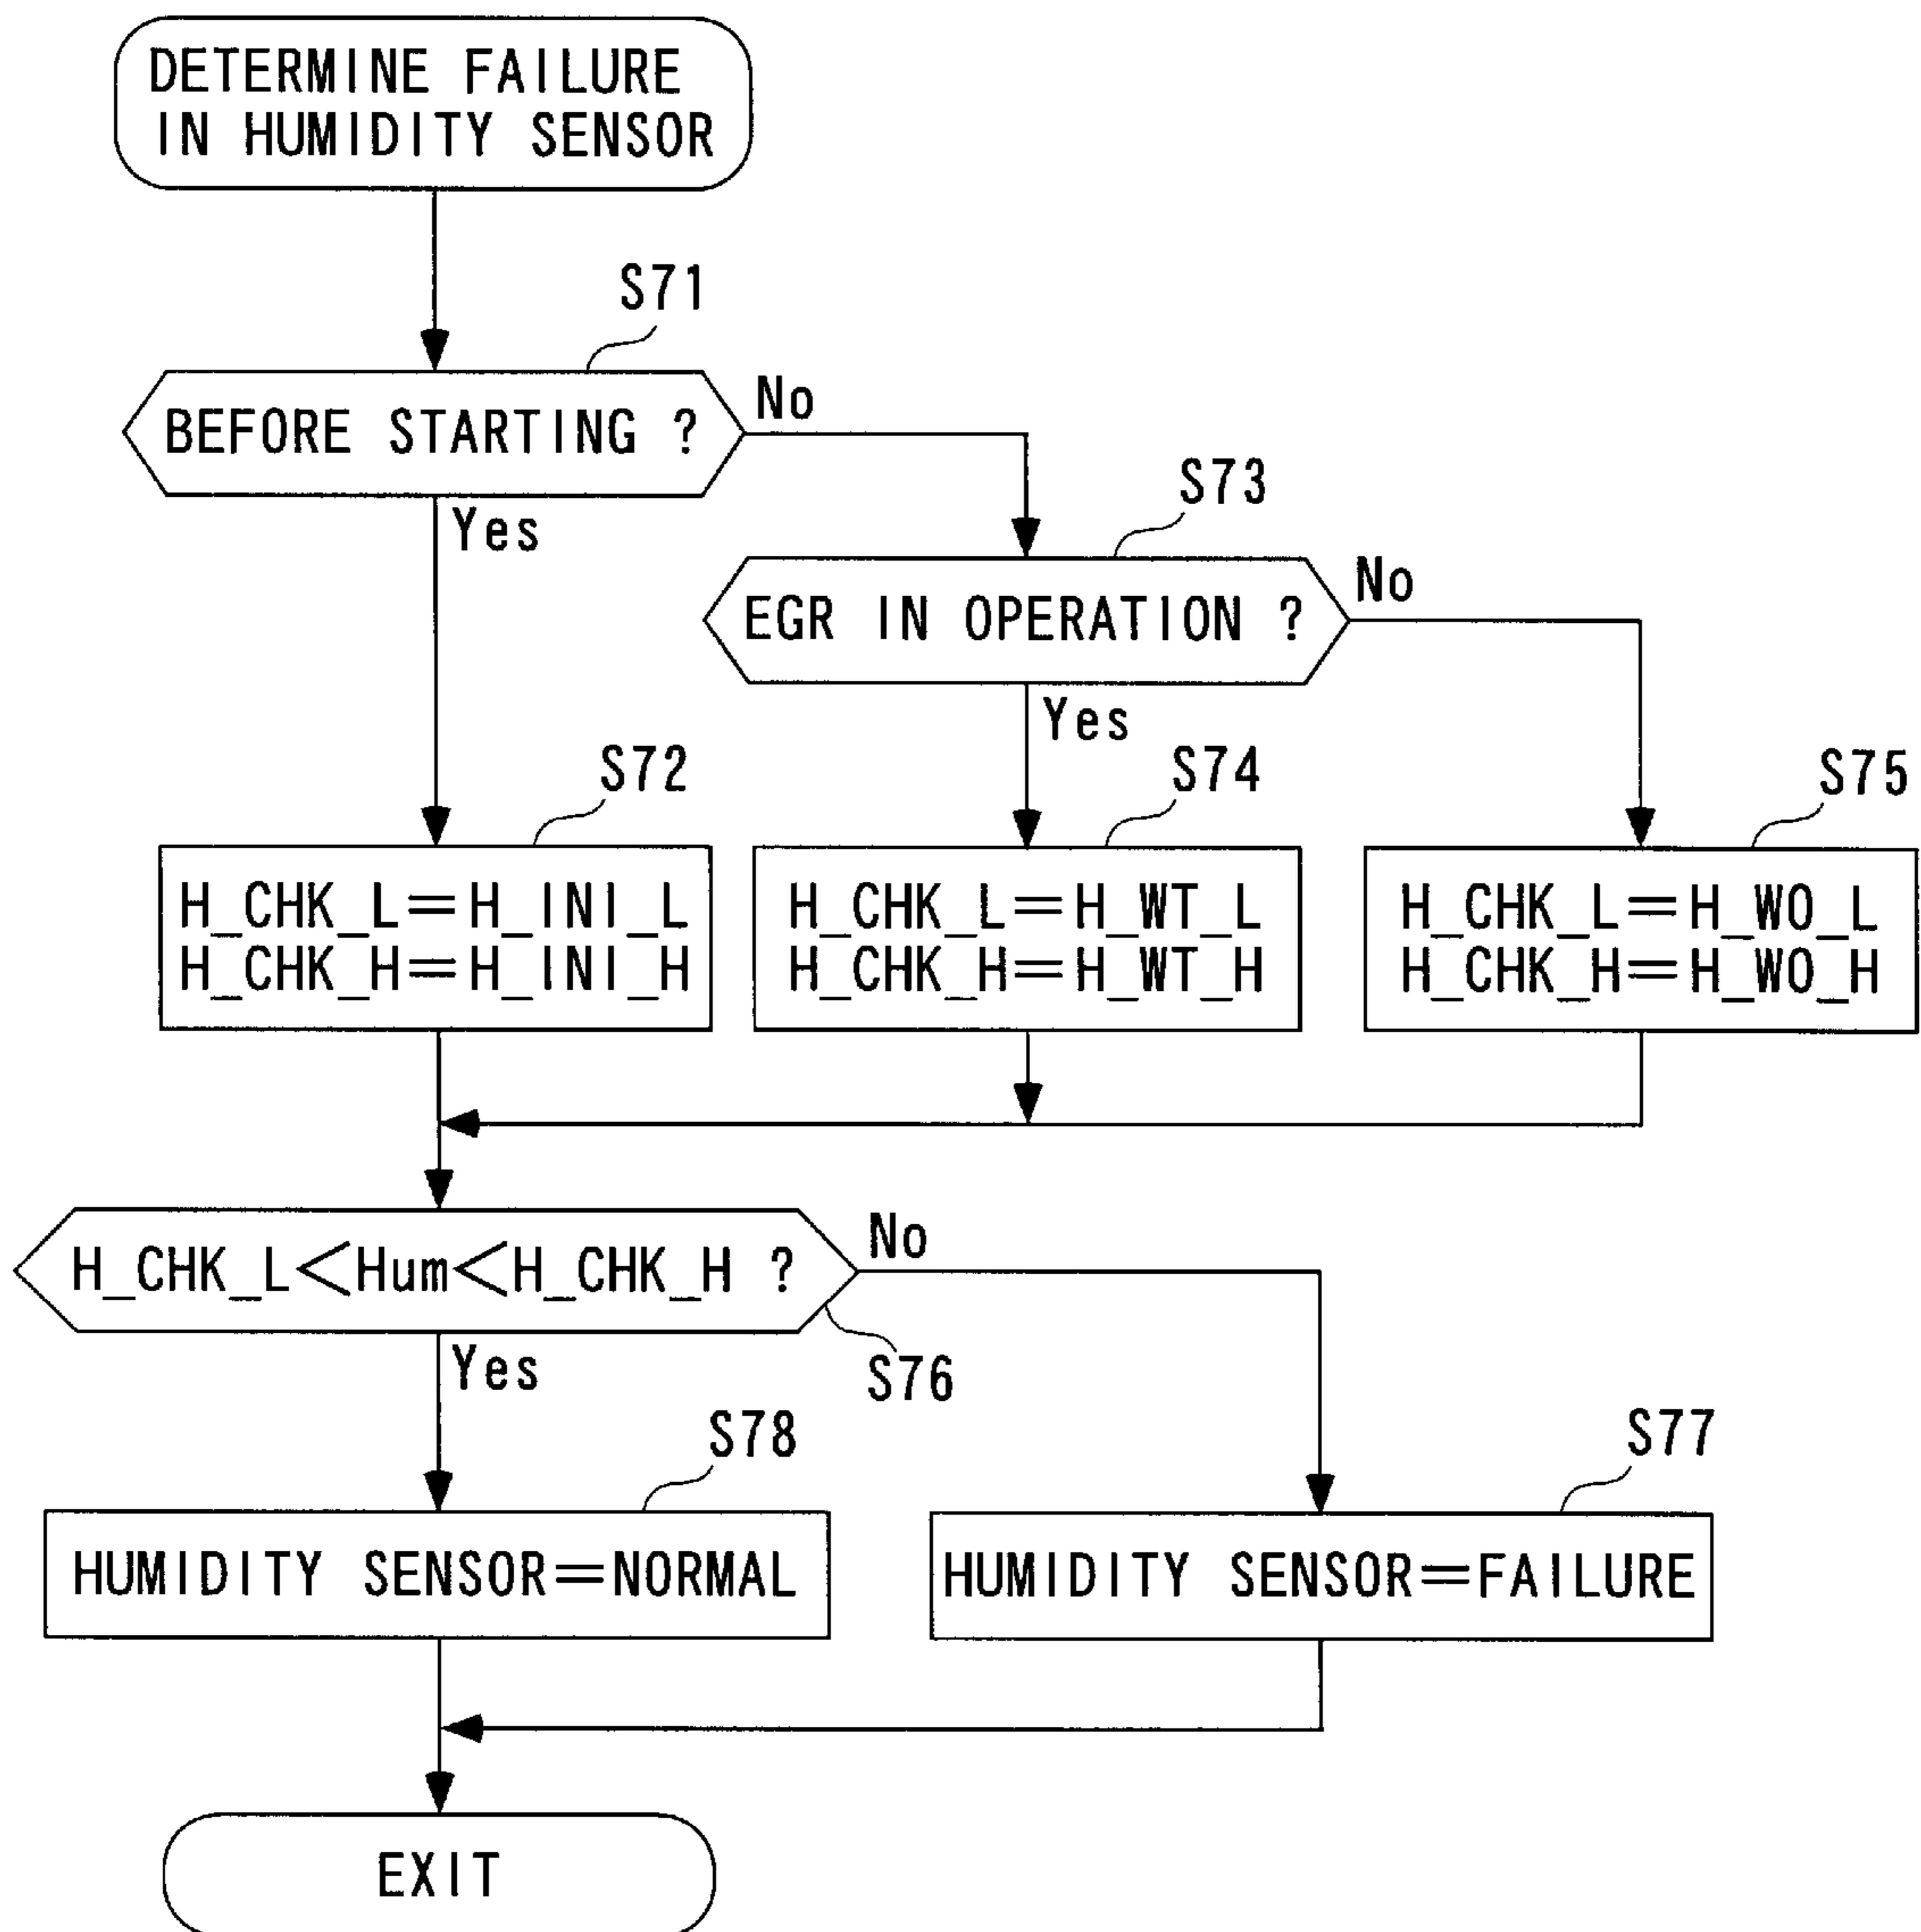 DETERMINE FAILURE
IN HUMIDITY SENSOR
S71
BEFORE STARTING ?
No
Yes
S73
EGR IN OPERATION ?
No
Yes
S72
H_CHK_L=H_INI_L
H_CHK_H=H_INI_H
S74
H_CHK_L=H_WT_L
H_CHK_H=H_WT_H
S75
H_CHK_L=H_WO_L
H_CHK_H=H_WO_H
H_CHK_L<Hum<H_CHK_H ?
No
Yes
S76
S78
HUMIDITY SENSOR=NORMAL
S77
HUMIDITY SENSOR=FAILURE
EXIT